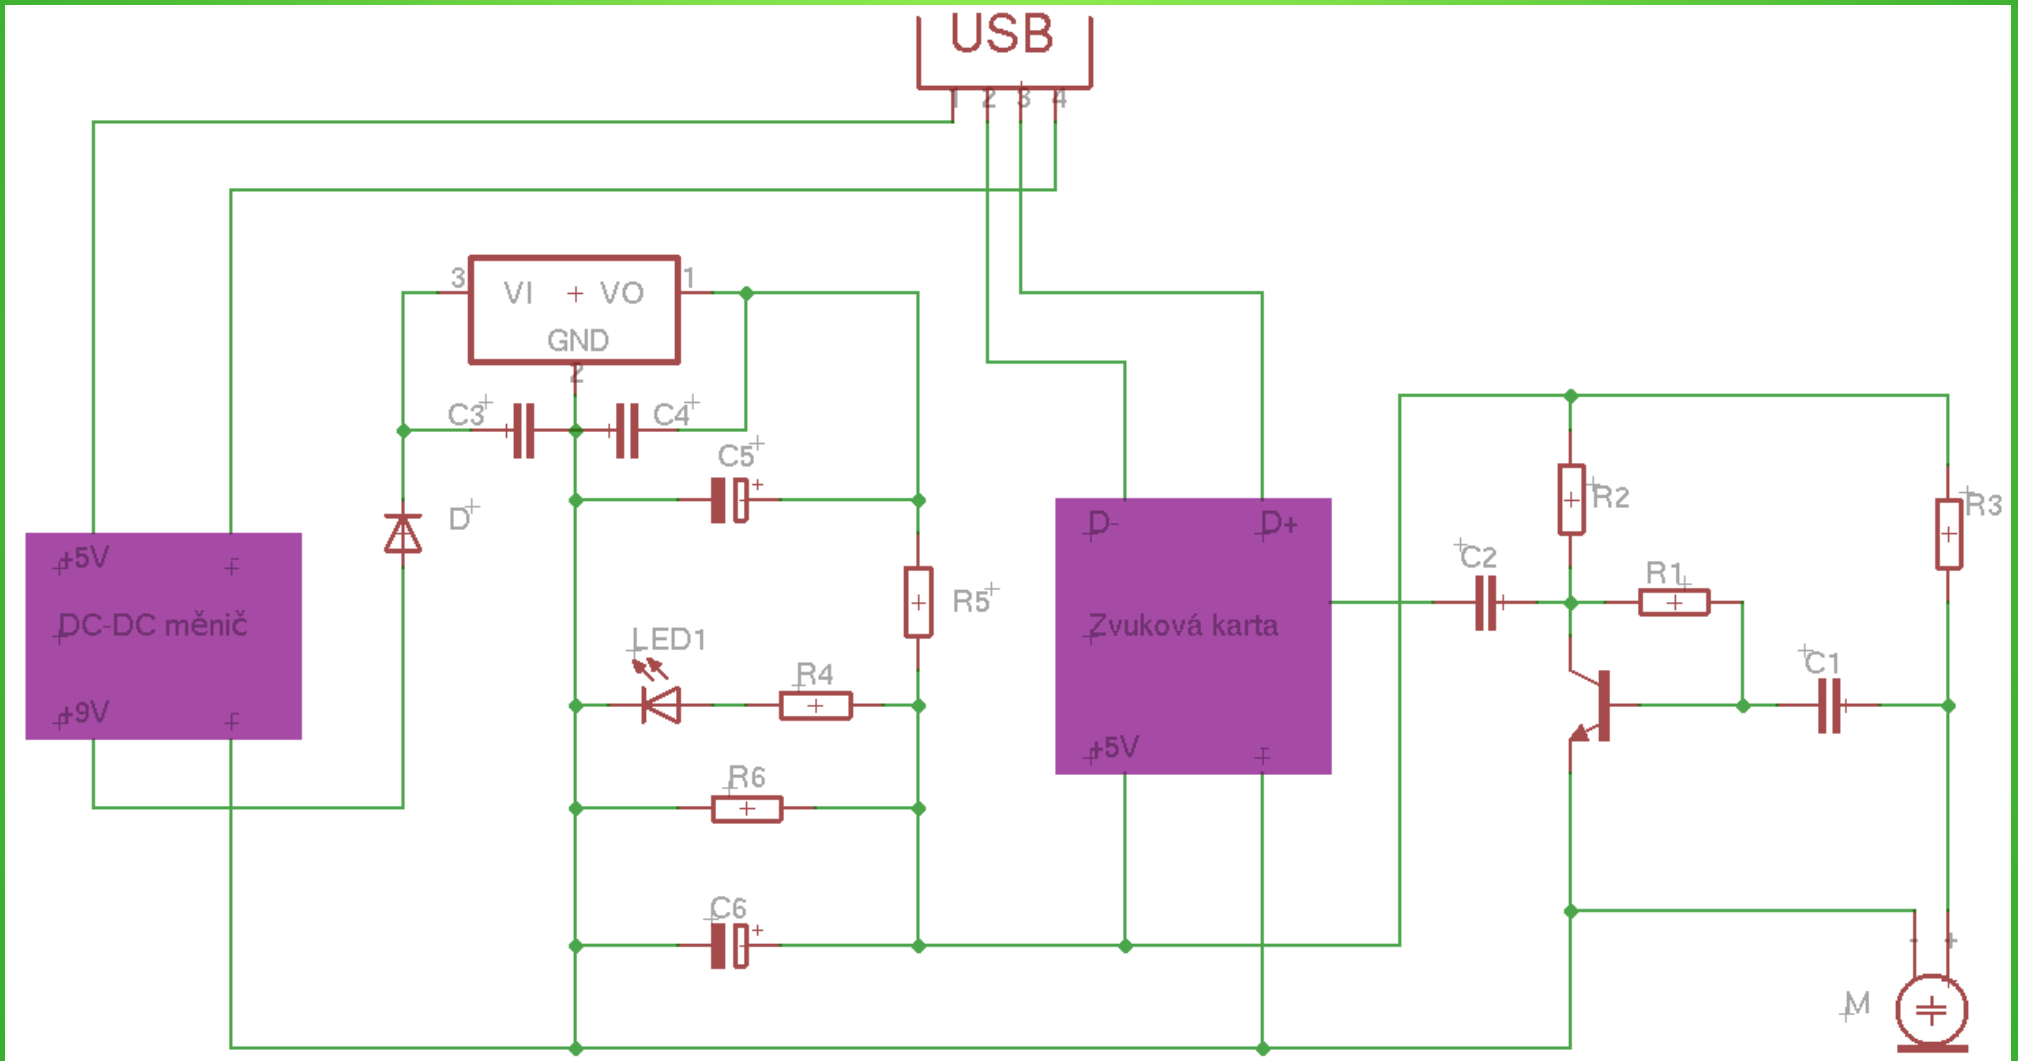 USB
1 2 3 4
3 VI VO 1
GND
2
C3 C4
C5
D
D- D+
R2
R3
+5V -
C2
R1
DC-DC měnič
R5
Zvuková karta
LED1
C1
R4
+9V -
+5V -
R6
C6
- +
M